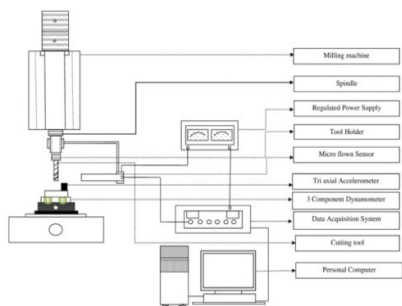 Milling machine
Spindle
Regulated Power Supply
Tool Holder
Micro flown Sensor
Tri axial Accelerometer
3 Component Dynamometer
Data Acquisition System
Cutting tool
Personal Computer